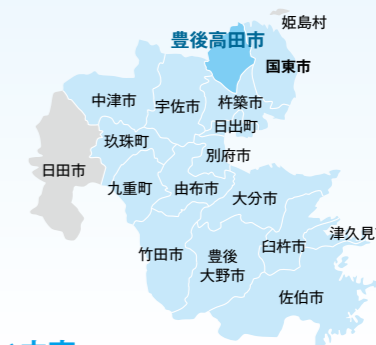 姫島村
豊後高田市
国東市
中津市
宇佐市
杵築市
日出町
玖珠町
別府市
日田市
九重町
由布市
大分市
津久見
竹田市
豊後
大野市
臼杵市
佐伯市